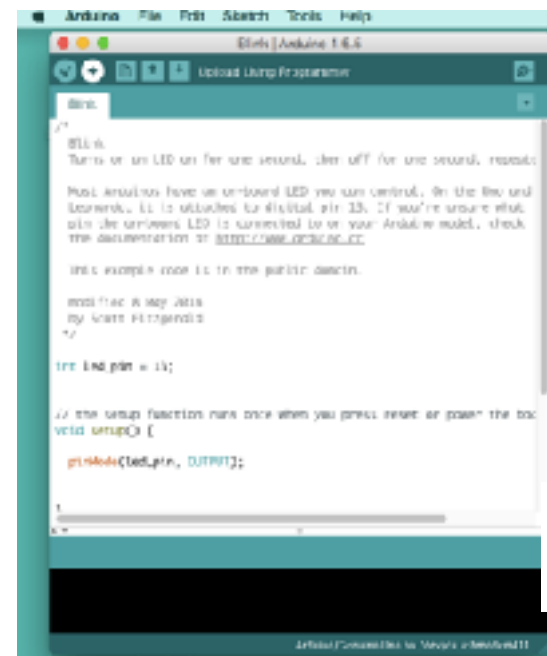 Arduino File Edit Sketch Tools Help
Blink | Arduino 1.6.6
Upload Using Programmer
Blink
/*
Blink
Turns on an LED on for one second, then off for one second, repeate
Most Arduinos have an on-board LED you can control. On the Uno and
Leonardo, it is attached to digital pin 13. If you're unsure what
pin the on-board LED is connected to on your Arduino model, check
the documentation at http://www.arduino.cc
This example code is in the public domain.
modified 8 May 2014
by Scott Fitzgerald
*/
int led_pin = 13;
// the setup function runs once when you press reset or power the boa
void setup() {
pinMode(led_pin, OUTPUT);
}